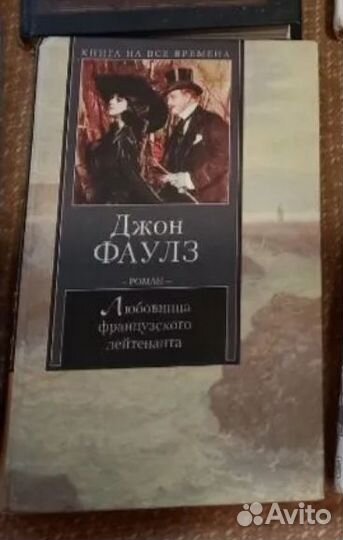 КНИГА НА ВСЕ ВРЕМЕНА
Джон
ФАУЛЗ
– РОМАН –
Любовница
французского
лейтенанта
Avito